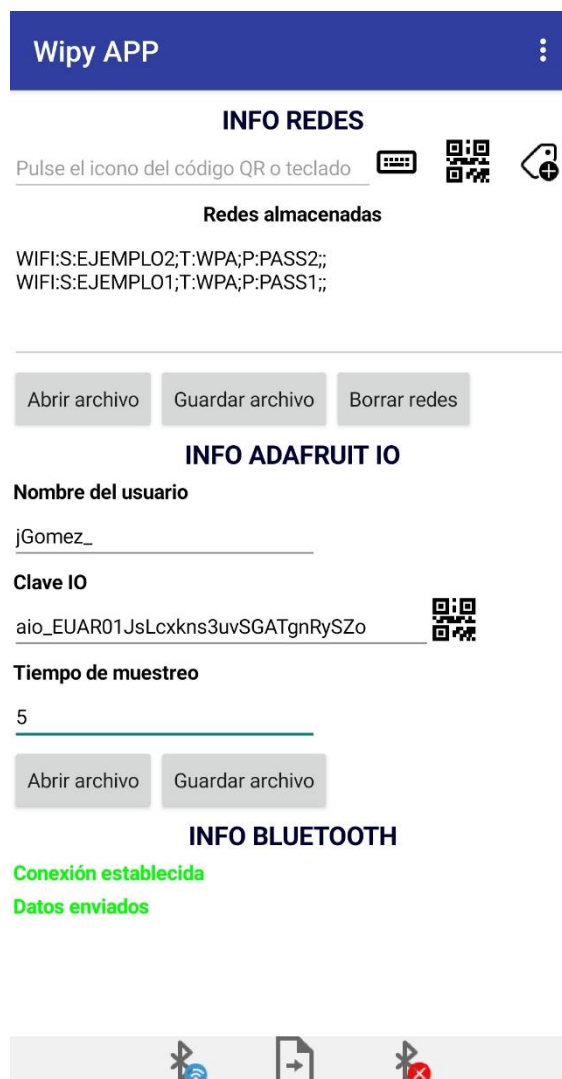 Wipy APP
INFO REDES
Pulse el icono del código QR o teclado
Redes almacenadas
WIFI:S:EJEMPLO2;T:WPA;P:PASS2;;
WIFI:S:EJEMPLO1;T:WPA;P:PASS1;;
Abrir archivo Guardar archivo Borrar redes
INFO ADAFRUIT IO
Nombre del usuario
jGomez_
Clave IO
aio_EUAR01JsLcxkns3uvSGATgnRySZo
Tiempo de muestreo
5
Abrir archivo Guardar archivo
INFO BLUETOOTH
Conexión establecida
Datos enviados